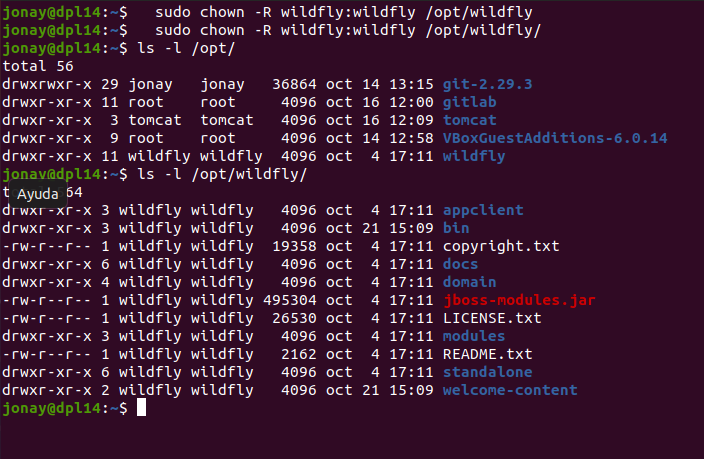 jonay@dpl14:~$   sudo chown -R wildfly:wildfly /opt/wildfly
jonay@dpl14:~$   sudo chown -R wildfly:wildfly /opt/wildfly/
jonay@dpl14:~$ ls -l /opt/
total 56
drwxrwxr-x 29 jonay   jonay   36864 oct 14 13:15 git-2.29.3
drwxr-xr-x 11 root    root     4096 oct 16 12:00 gitlab
drwxr-xr-x  3 tomcat  tomcat   4096 oct 16 12:09 tomcat
drwxr-xr-x  9 root    root     4096 oct 14 12:58 VBoxGuestAdditions-6.0.14
drwxr-xr-x 11 wildfly wildfly  4096 oct  4 17:11 wildfly
jonay@dpl14:~$ ls -l /opt/wildfly/
Ayuda 64
drwxr-xr-x 3 wildfly wildfly   4096 oct  4 17:11 appclient
drwxr-xr-x 3 wildfly wildfly   4096 oct 21 15:09 bin
-rw-r--r-- 1 wildfly wildfly  19358 oct  4 17:11 copyright.txt
drwxr-xr-x 6 wildfly wildfly   4096 oct  4 17:11 docs
drwxr-xr-x 4 wildfly wildfly   4096 oct  4 17:11 domain
-rw-r--r-- 1 wildfly wildfly 495304 oct  4 17:11 jboss-modules.jar
-rw-r--r-- 1 wildfly wildfly  26530 oct  4 17:11 LICENSE.txt
drwxr-xr-x 3 wildfly wildfly   4096 oct  4 17:11 modules
-rw-r--r-- 1 wildfly wildfly   2162 oct  4 17:11 README.txt
drwxr-xr-x 6 wildfly wildfly   4096 oct  4 17:11 standalone
drwxr-xr-x 2 wildfly wildfly   4096 oct 21 15:09 welcome-content
jonay@dpl14:~$